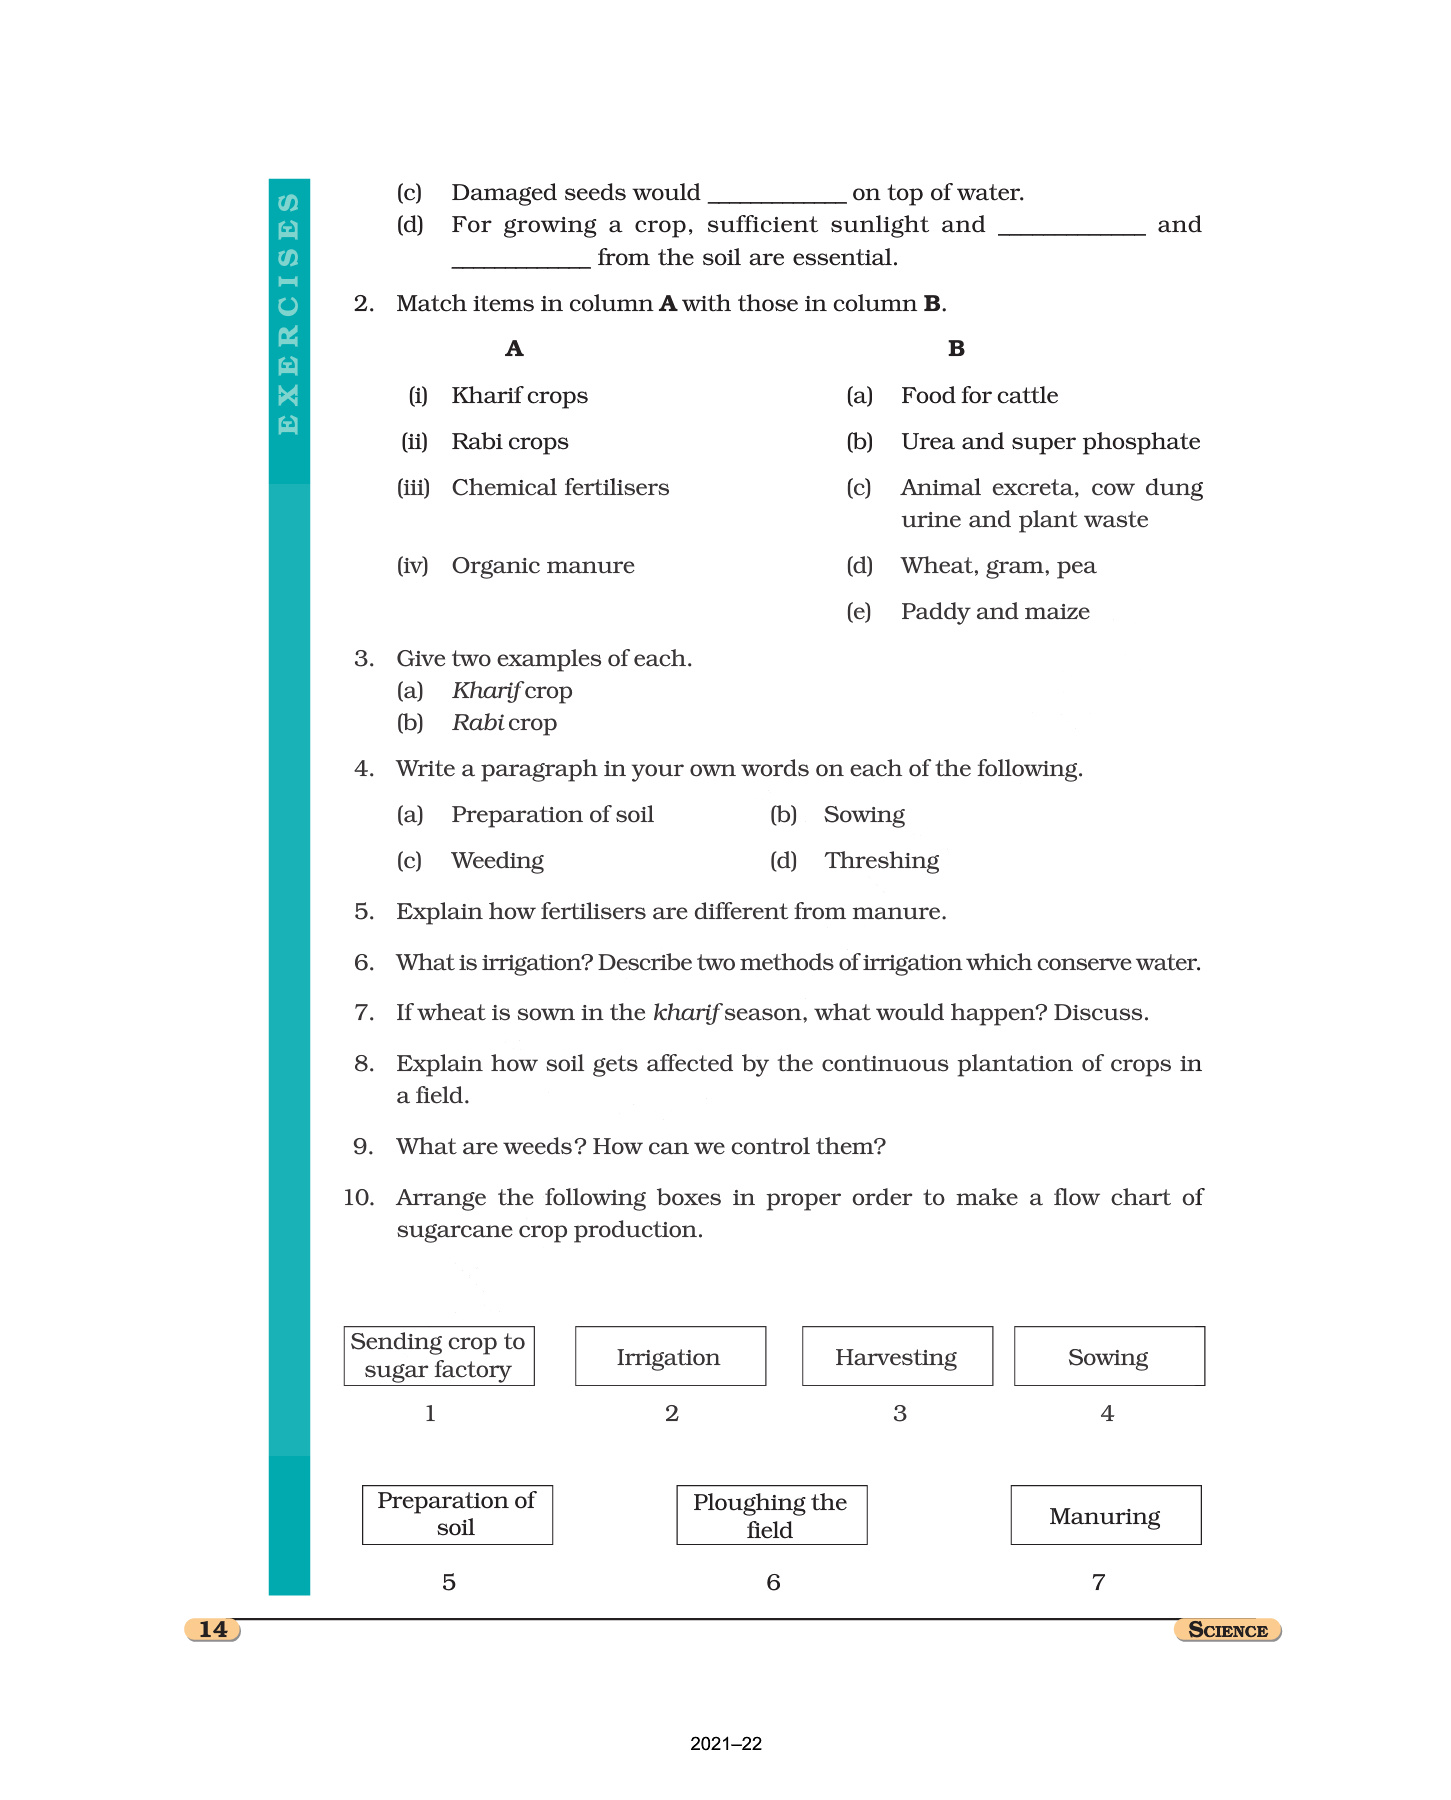 EXERCISES
(c) Damaged seeds would ____________ on top of water.
(d) For growing a crop, sufficient sunlight and ____________ and
____________ from the soil are essential.
2. Match items in column A with those in column B.
A B
(i) Kharif crops (a) Food for cattle
(ii) Rabi crops (b) Urea and super phosphate
(iii) Chemical fertilisers (c) Animal excreta, cow dung
urine and plant waste
(iv) Organic manure (d) Wheat, gram, pea
(e) Paddy and maize
3. Give two examples of each.
(a) Kharif crop
(b) Rabi crop
4. Write a paragraph in your own words on each of the following.
(a) Preparation of soil (b) Sowing
(c) Weeding (d) Threshing
5. Explain how fertilisers are different from manure.
6. What is irrigation? Describe two methods of irrigation which conserve water.
7. If wheat is sown in the kharif season, what would happen? Discuss.
8. Explain how soil gets affected by the continuous plantation of crops in
a field.
9. What are weeds? How can we control them?
10. Arrange the following boxes in proper order to make a flow chart of
sugarcane crop production.
Sending crop to
sugar factory
Irrigation
Harvesting
Sowing
1 2 3 4
Preparation of
soil
Ploughing the
field
Manuring
5 6 7
14 SCIENCE
2021–22